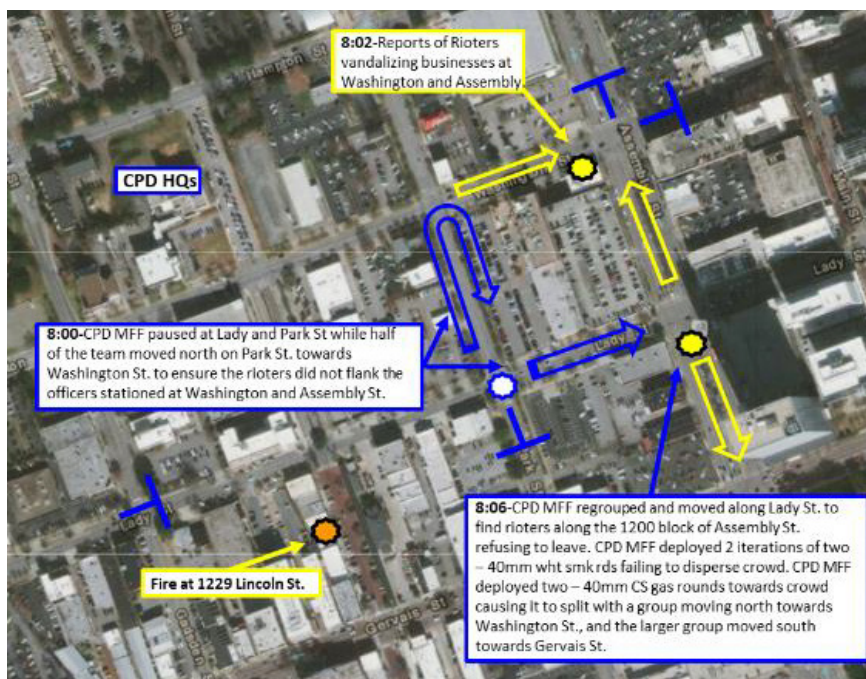 8:02-Reports of Rioters
vandalizing businesses at
Washington and Assembly
Hampton St
CPD HQs
Assembly St
Washin
Main St
Lady
8:00-CPD MFF paused at Lady and Park St while half
of the team moved north on Park St. towards
Washington St. to ensure the rioters did not flank the
officers stationed at Washington and Assembly St.
Lady
Lady St
Fire at 1229 Lincoln St.
Gadsden St
Gervais St
8:06-CPD MFF regrouped and moved along Lady St. to
find rioters along the 1200 block of Assembly St.
refusing to leave. CPD MFF deployed 2 iterations of two
– 40mm wht smk rds failing to disperse crowd. CPD MFF
deployed two – 40mm CS gas rounds towards crowd
causing it to split with a group moving north towards
Washington St., and the larger group moved south
towards Gervais St.